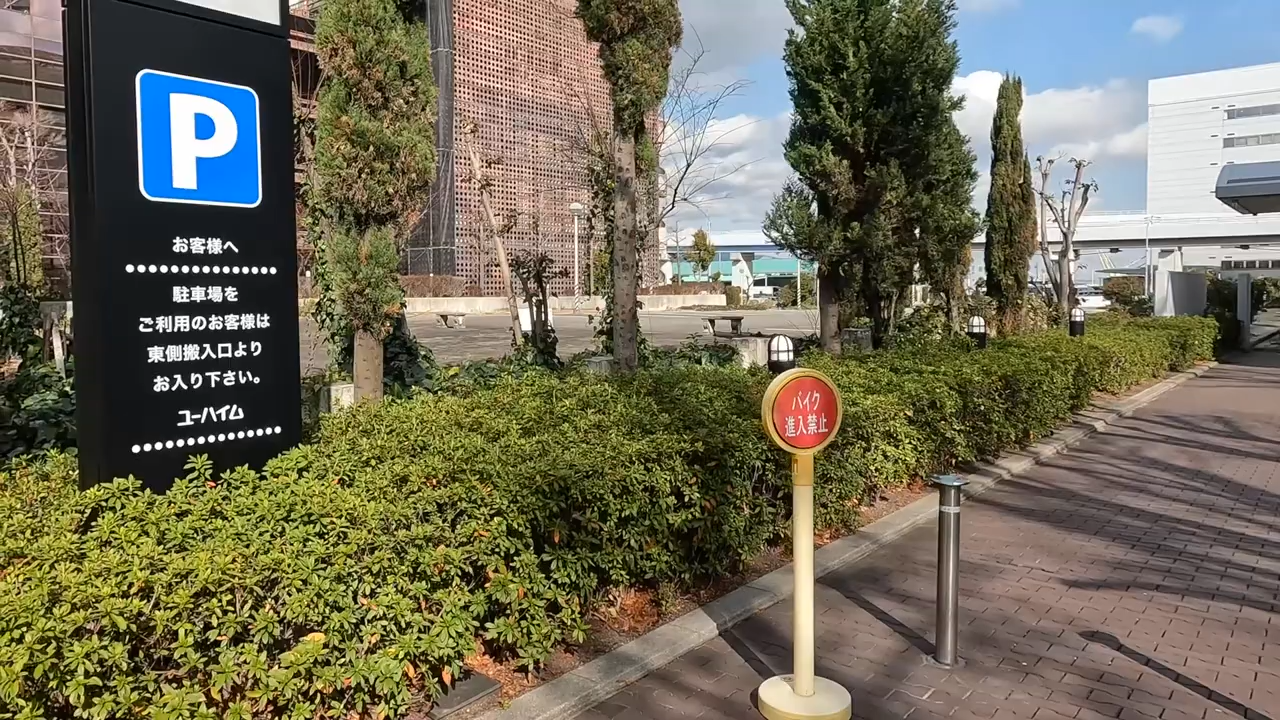 P
お客様へ
駐車場を
ご利用のお客様は
東側搬入口より
お入り下さい。
ユーハイム
バイク
進入禁止